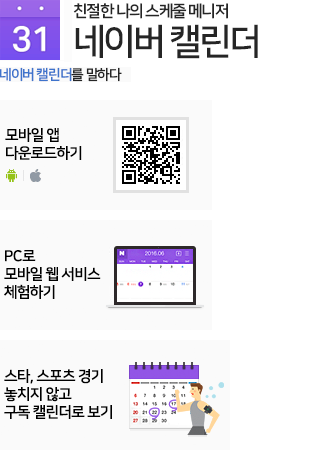 친절한 나의 스케줄 메니저
31
네이버 캘린더
네이버 캘린더를 말하다
모바일 앱
다운로드하기
PC로
모바일 웹 서비스
체험하기
N
2016.06
스타, 스포츠 경기
놓치지 않고
구독 캘린더로 보기